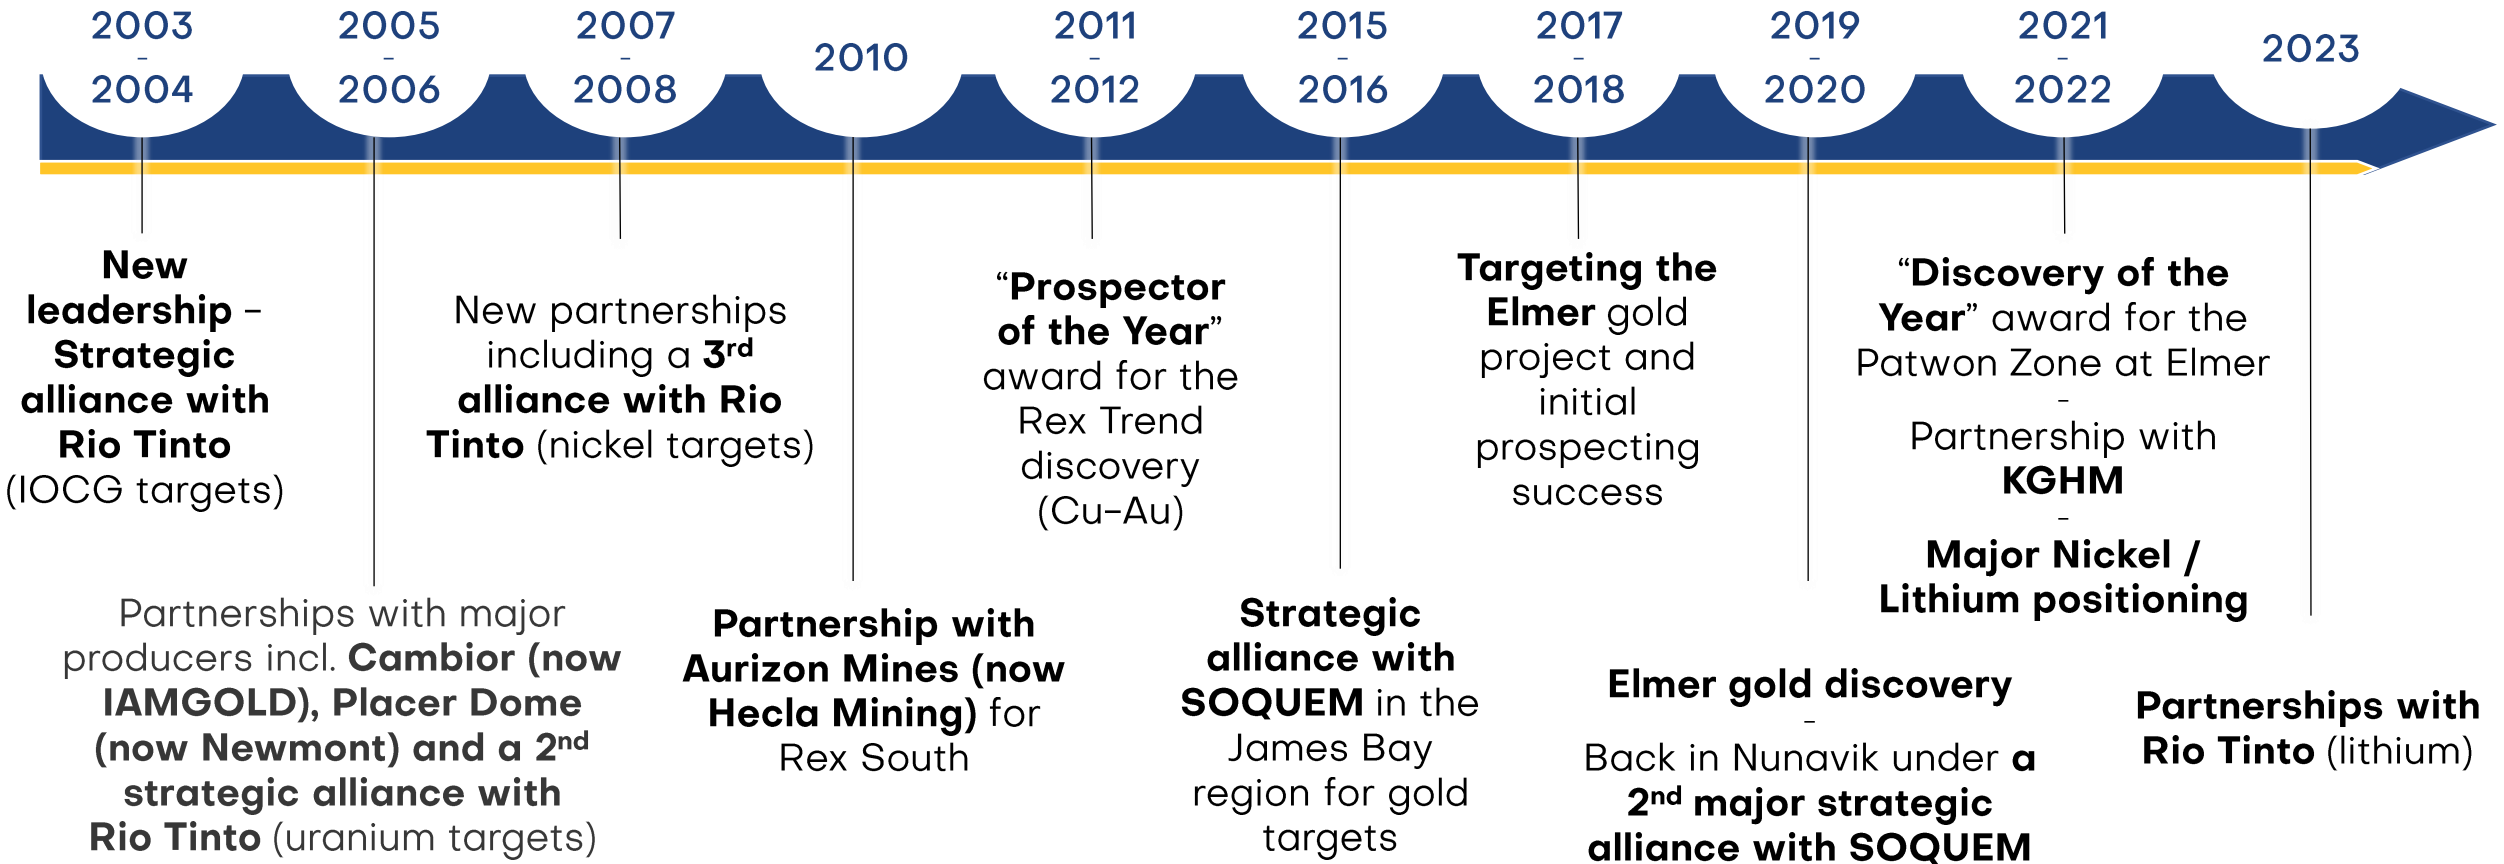 2003
–
2004
2005
–
2006
2007
–
2008
2010
2011
–
2012
2015
–
2016
2017
–
2018
2019
–
2020
2021
–
2022
2023
New
leadership –
Strategic
alliance with
Rio Tinto
(IOCG targets)
Partnerships with major
producers incl. Cambior (now
IAMGOLD), Placer Dome
(now Newmont) and a 2nd
strategic alliance with
Rio Tinto (uranium targets)
New partnerships
including a 3rd
alliance with Rio
Tinto (nickel targets)
Partnership with
Aurizon Mines (now
Hecla Mining) for
Rex South
“Prospector
of the Year”
award for the
Rex Trend
discovery
(Cu–Au)
Strategic
alliance with
SOQUEM in the
James Bay
region for gold
targets
Targeting the
Elmer gold
project and
initial
prospecting
success
Elmer gold discovery
–
Back in Nunavik under a
2nd major strategic
alliance with SOQUEM
“Discovery of the
Year” award for the
Patwon Zone at Elmer
–
Partnership with
KGHM
–
Major Nickel /
Lithium positioning
Partnerships with
Rio Tinto (lithium)